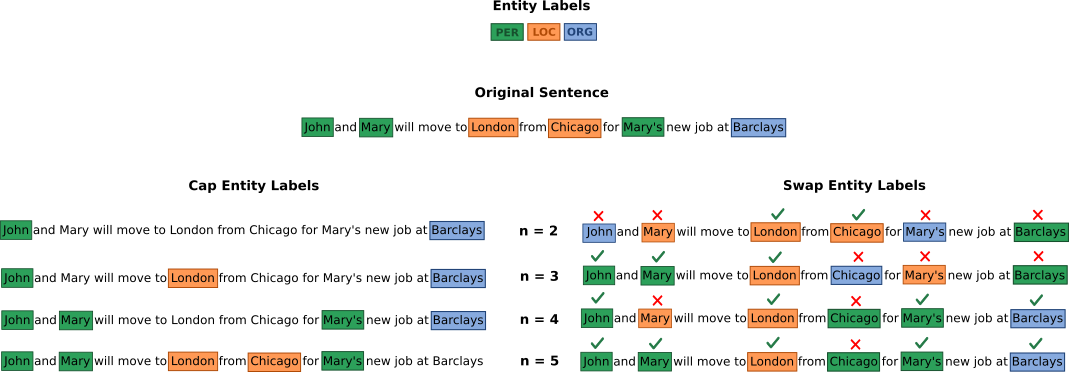 Entity Labels
PER LOC ORG
Original Sentence
John and Mary will move to London from Chicago for Mary's new job at Barclays
Cap Entity Labels
Swap Entity Labels
John and Mary will move to London from Chicago for Mary's new job at Barclays
n = 2
John and Mary will move to London from Chicago for Mary's new job at Barclays
John and Mary will move to London from Chicago for Mary's new job at Barclays
n = 3
John and Mary will move to London from Chicago for Mary's new job at Barclays
John and Mary will move to London from Chicago for Mary's new job at Barclays
n = 4
John and Mary will move to London from Chicago for Mary's new job at Barclays
John and Mary will move to London from Chicago for Mary's new job at Barclays
n = 5
John and Mary will move to London from Chicago for Mary's new job at Barclays